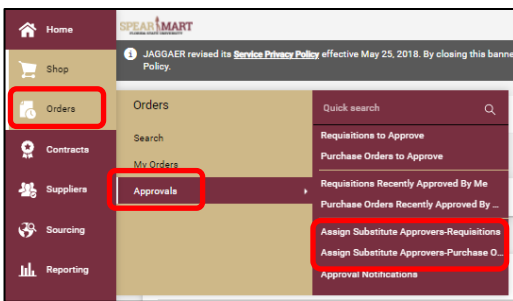 Home
SPEARMART
FLORIDA STATE UNIVERSITY
JAGGAER revised its Service Privacy Policy effective May 25, 2018. By closing this banne
Policy.
Shop
Orders
Contracts
Suppliers
Sourcing
Reporting
Orders
Search
My Orders
Approvals
Quick search
Requisitions to Approve
Purchase Orders to Approve
Requisitions Recently Approved By Me
Purchase Orders Recently Approved By ...
Assign Substitute Approvers-Requisitions
Assign Substitute Approvers-Purchase O...
Approval Notifications